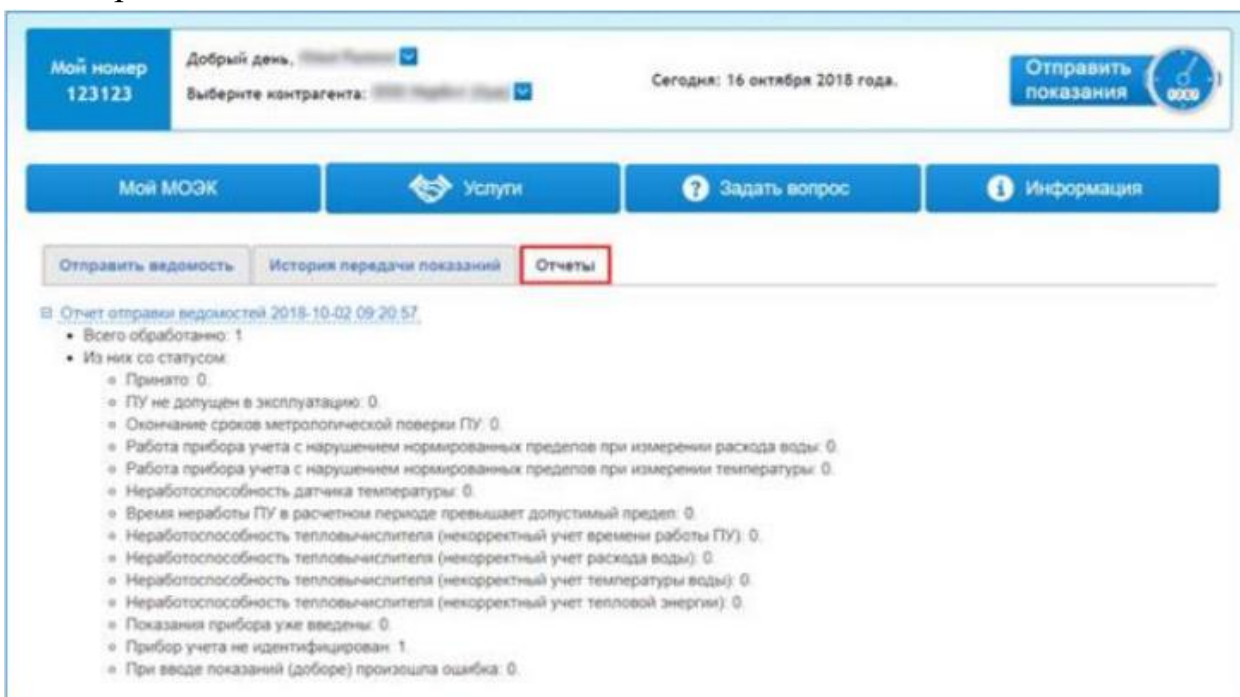 Мой номер
123123
Добрый день,
Выберите контрагента:
Сегодня: 16 октября 2018 года.
Отправить
показания
Мой МОЭК
Услуги
? Задать вопрос
i Информация
Отправить ведомость
История передачи показаний
Отчеты
Отчет отправки ведомостей 2018-10-02 09:20:57.
• Всего обработанно: 1
• Из них со статусом:
Принято: 0.
ПУ не допущен в эксплуатацию: 0.
Окончание сроков метрологической поверки ПУ: 0.
Работа прибора учета с нарушением нормированных пределов при измерении расхода воды: 0.
Работа прибора учета с нарушением нормированных пределов при измерении температуры: 0.
Неработоспособность датчика температуры: 0.
Время неработы ПУ в расчетном периоде превышает допустимый предел: 0.
Неработоспособность тепловычислителя (некорректный учет времени работы ПУ): 0.
Неработоспособность тепловычислителя (некорректный учет расхода воды): 0.
Неработоспособность тепловычислителя (некорректный учет температуры воды): 0.
Неработоспособность тепловычислителя (некорректный учет тепловой энергии): 0.
Показания прибора уже введены: 0.
Прибор учета не идентифицирован: 1.
При вводе показаний (доборе) произошла ошибка: 0.